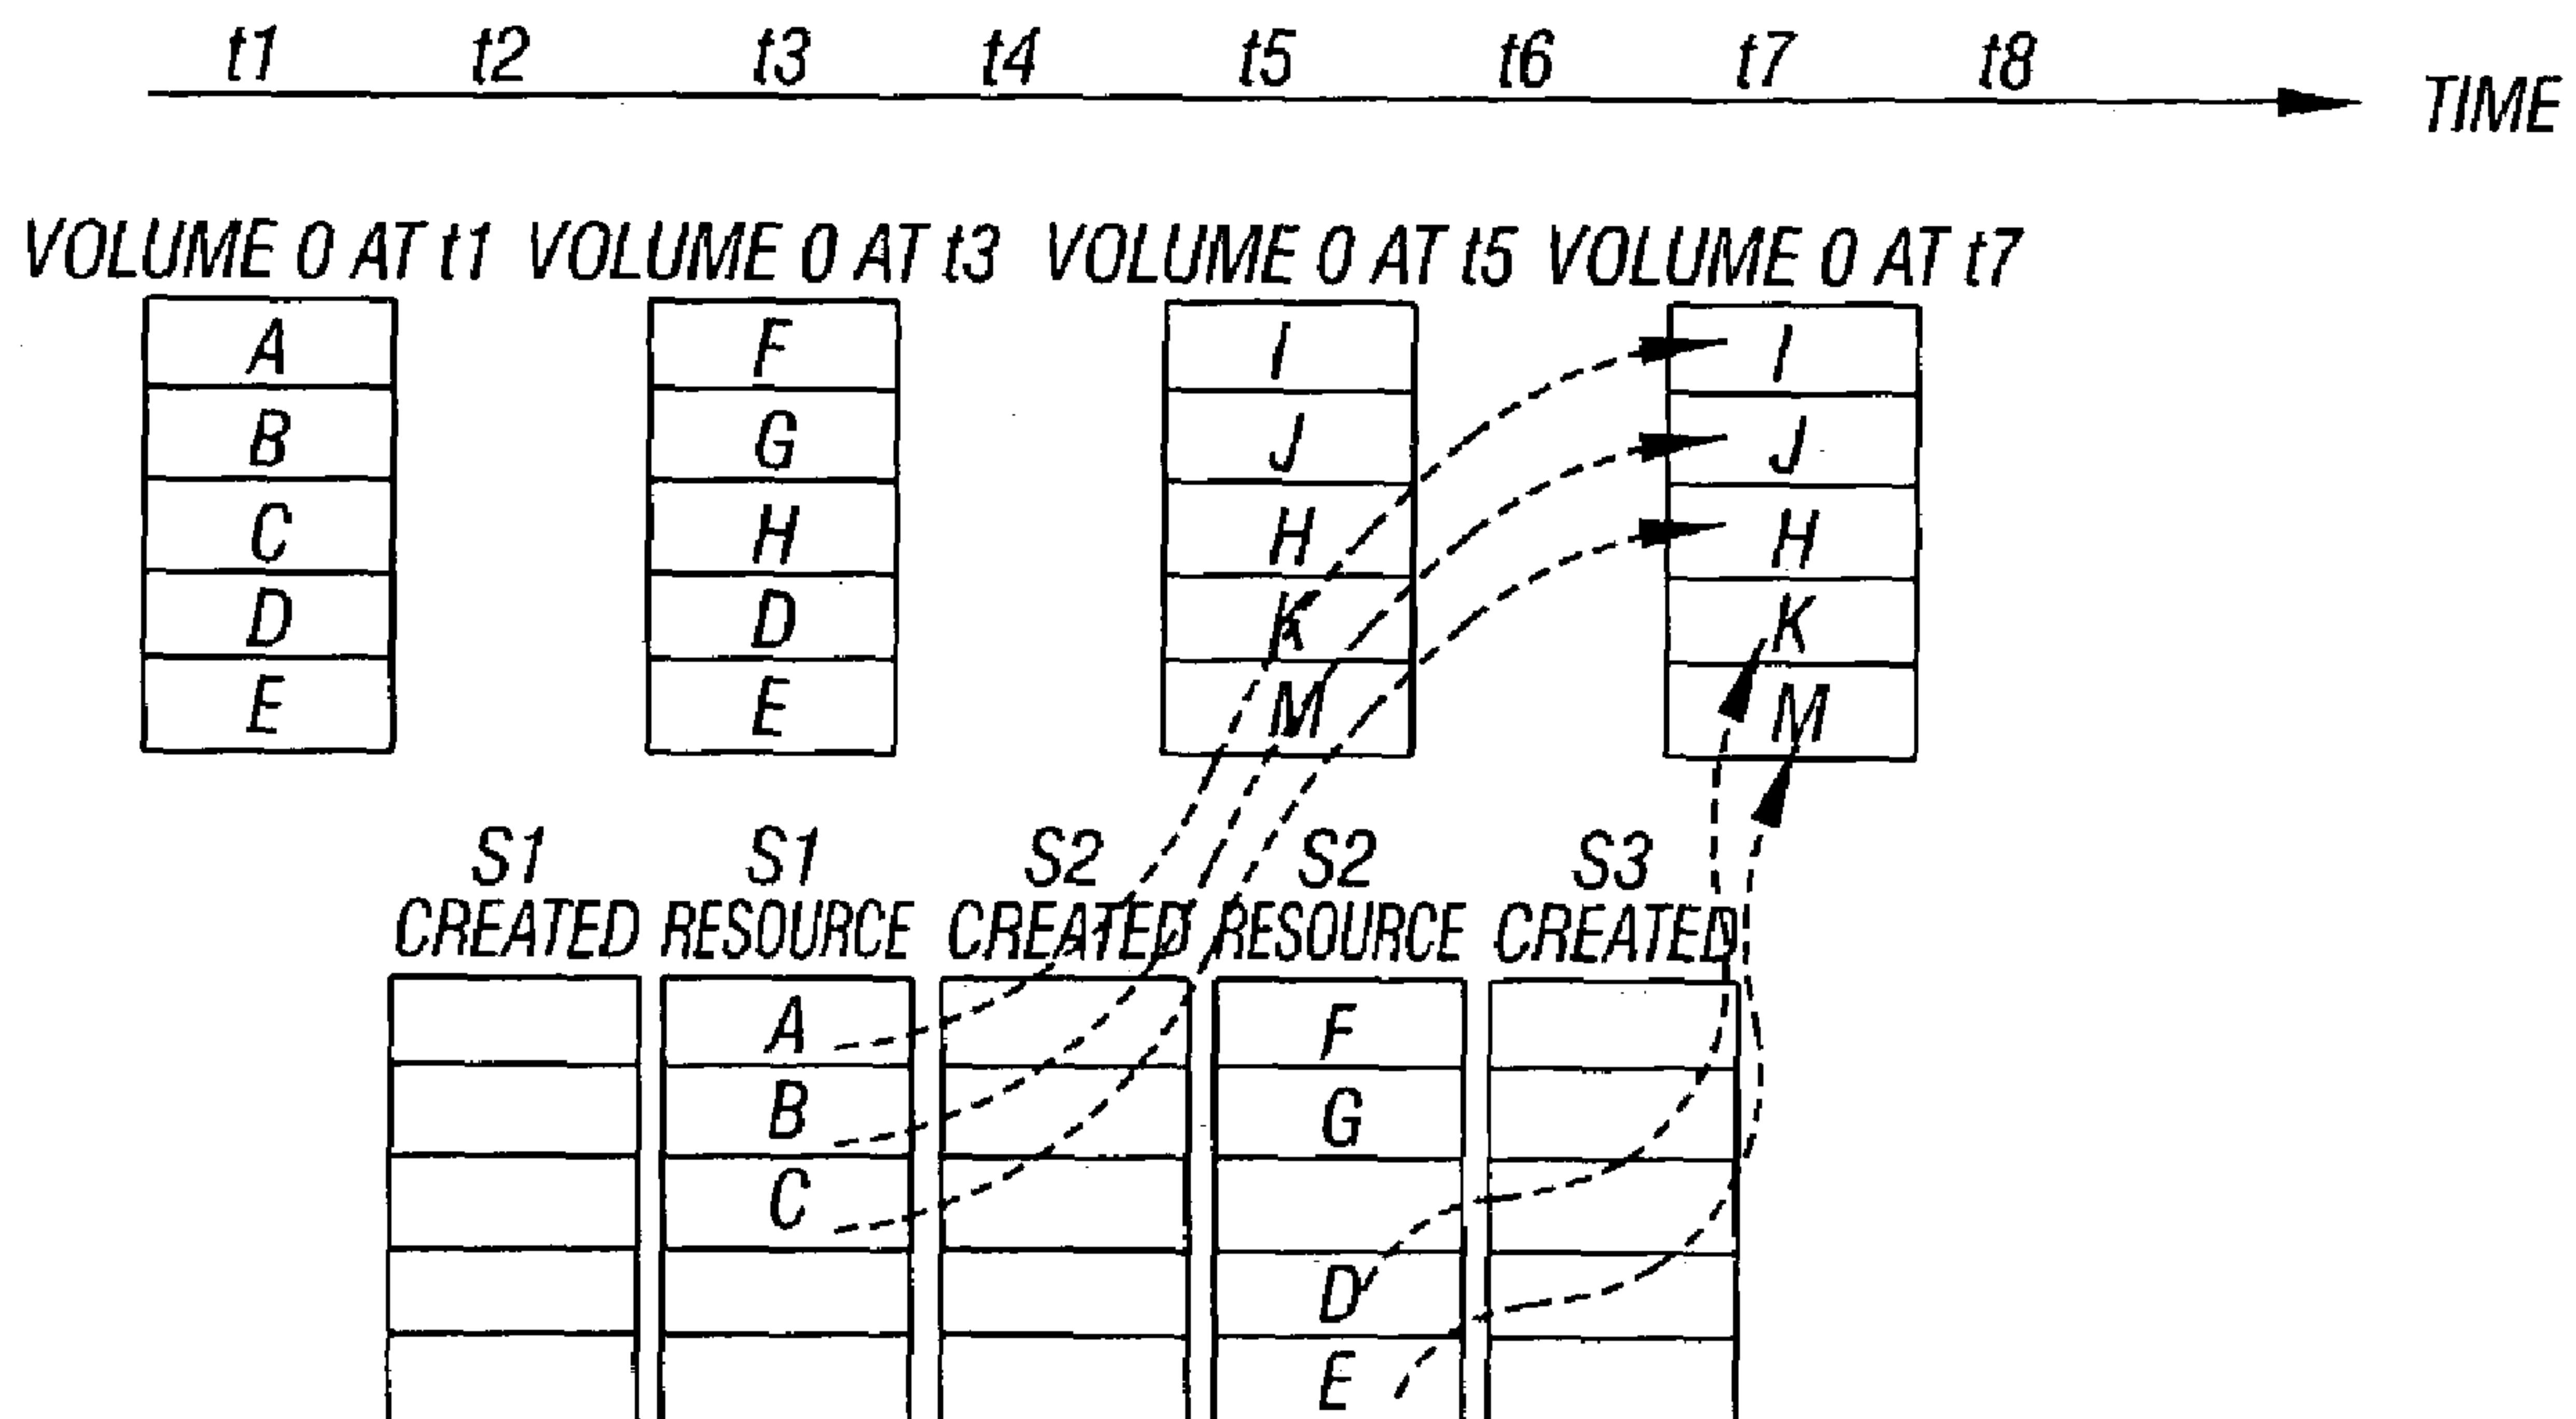 t1 t2 t3 t4 t5 t6 t7 t8
TIME
VOLUME 0 AT t1 VOLUME 0 AT t3 VOLUME 0 AT t5 VOLUME 0 AT t7
A F I I
B G J J
C H H H
D D K K
E E M M
S1 S1 S2 S2 S3
CREATED RESOURCE CREATED RESOURCE CREATED
A F
B G
C
D
E